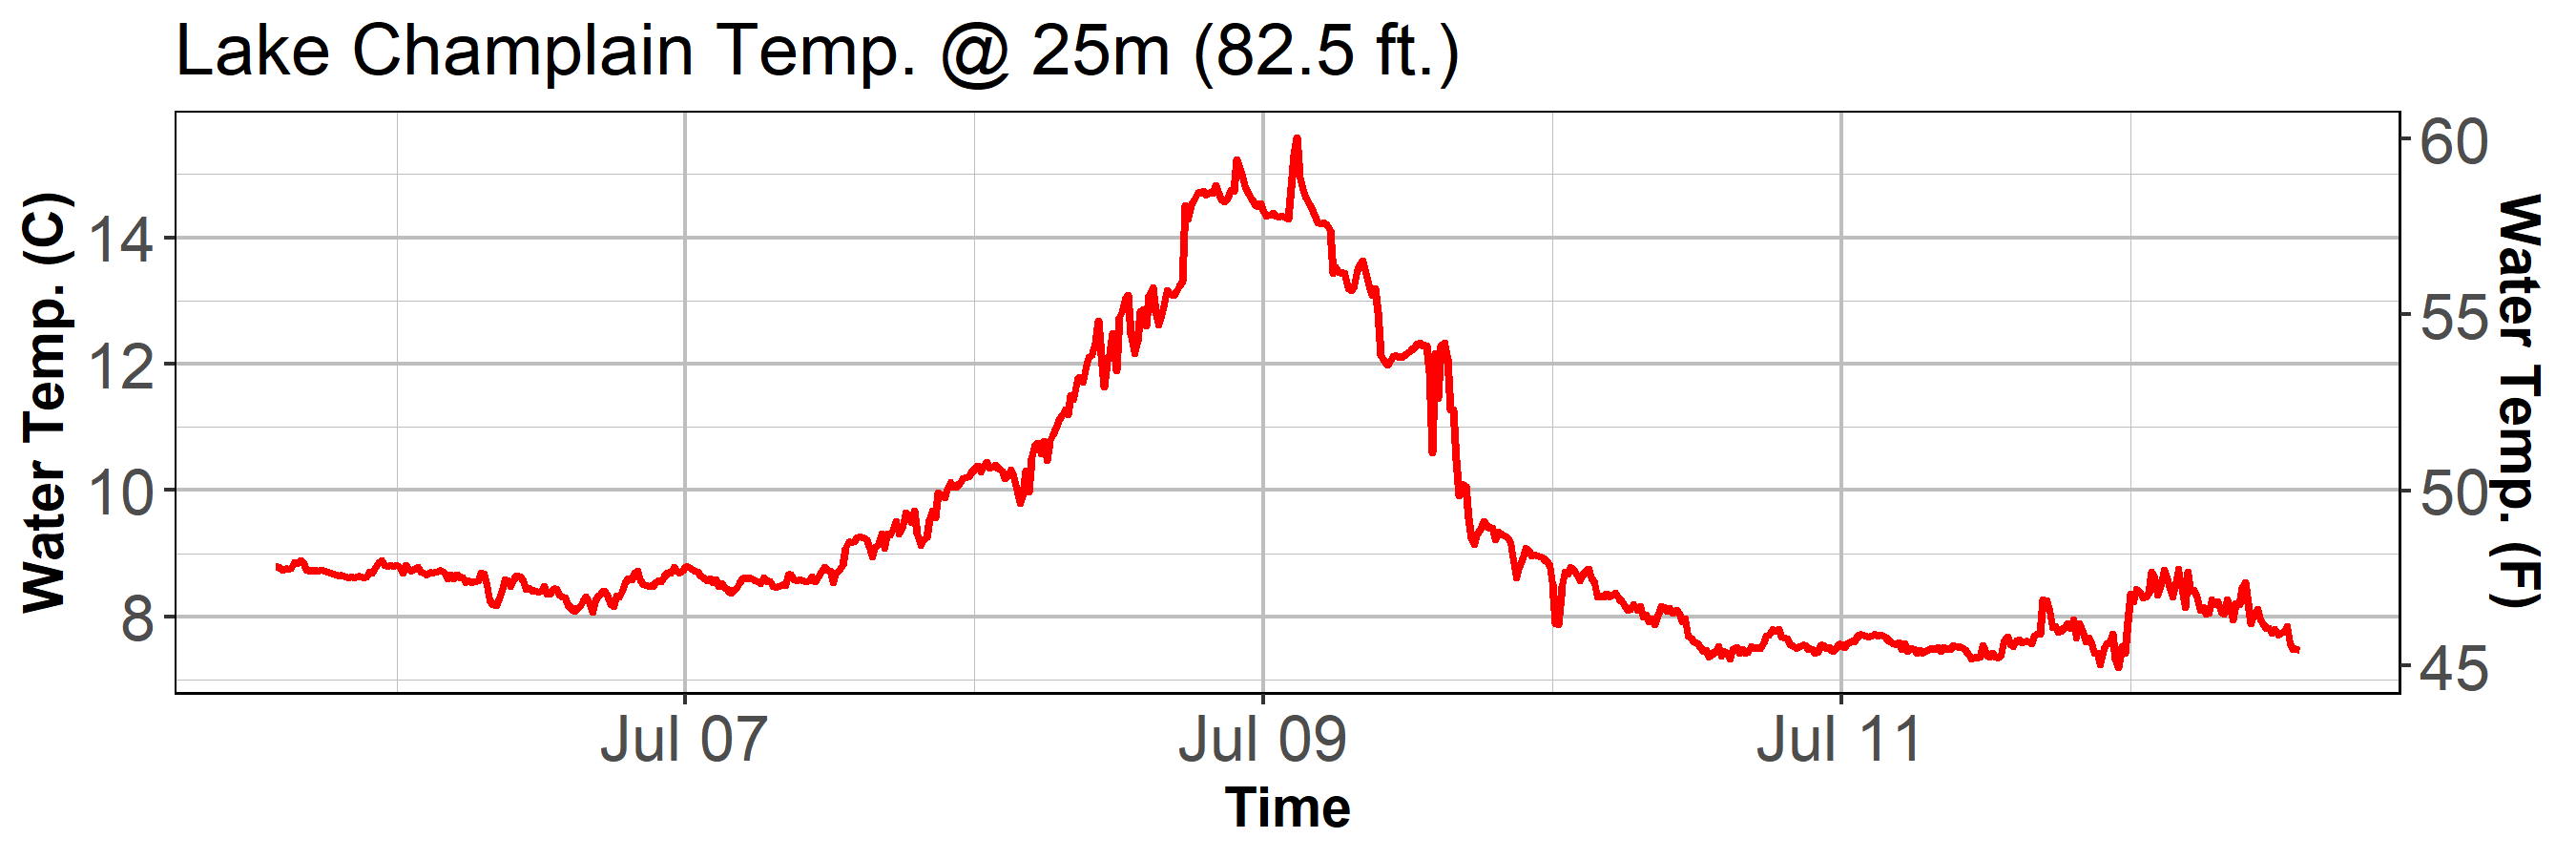 Lake Champlain Temp. @ 25m (82.5 ft.)
Water Temp. (C)
14
12
10
8
60
55
50
45
Water Temp. (F)
Jul 07
Jul 09
Jul 11
Time